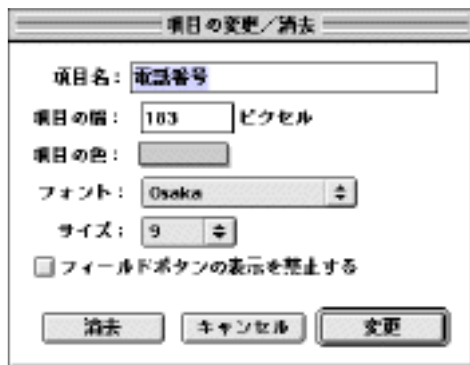 項目の変更／消去
項目名： 電話番号
項目の幅： 183 ピクセル
項目の色：
フォント： Osaka
サイズ： 9
フィールドボタンの表示を禁止する
消去 キャンセル 変更